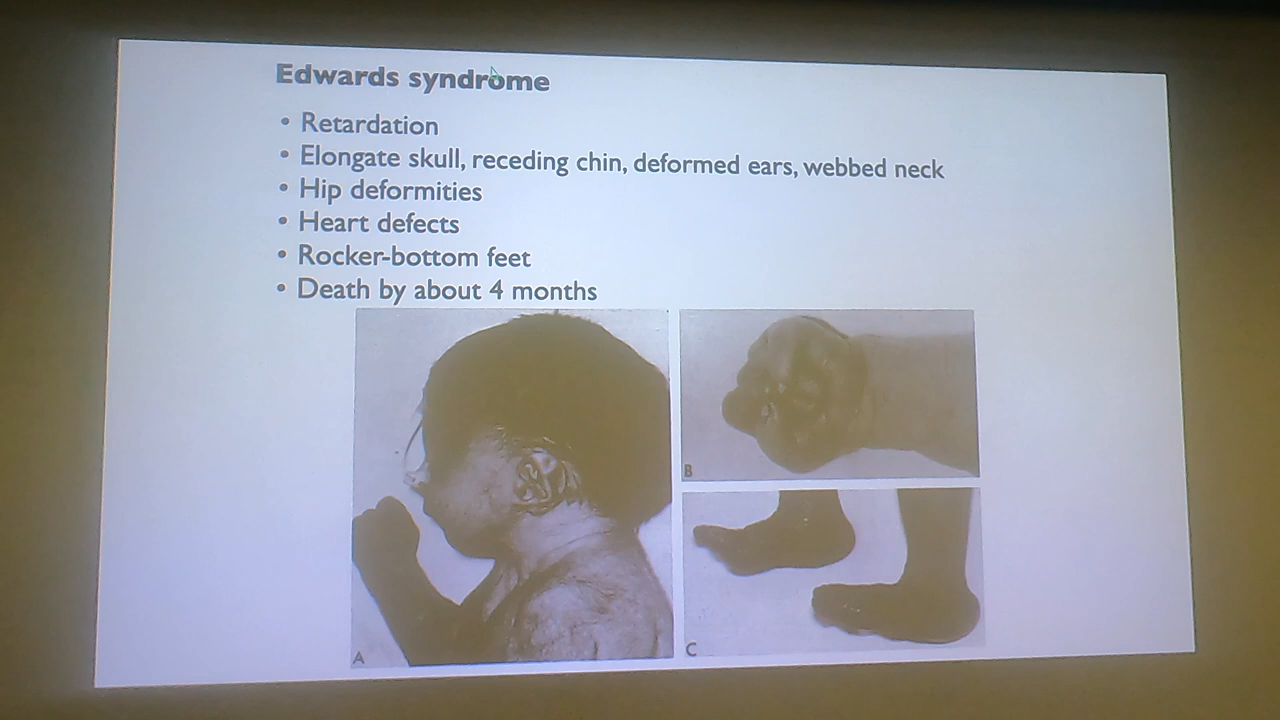 Edwards syndrome
• Retardation
• Elongate skull, receding chin, deformed ears, webbed neck
• Hip deformities
• Heart defects
• Rocker-bottom feet
• Death by about 4 months
B
A
C